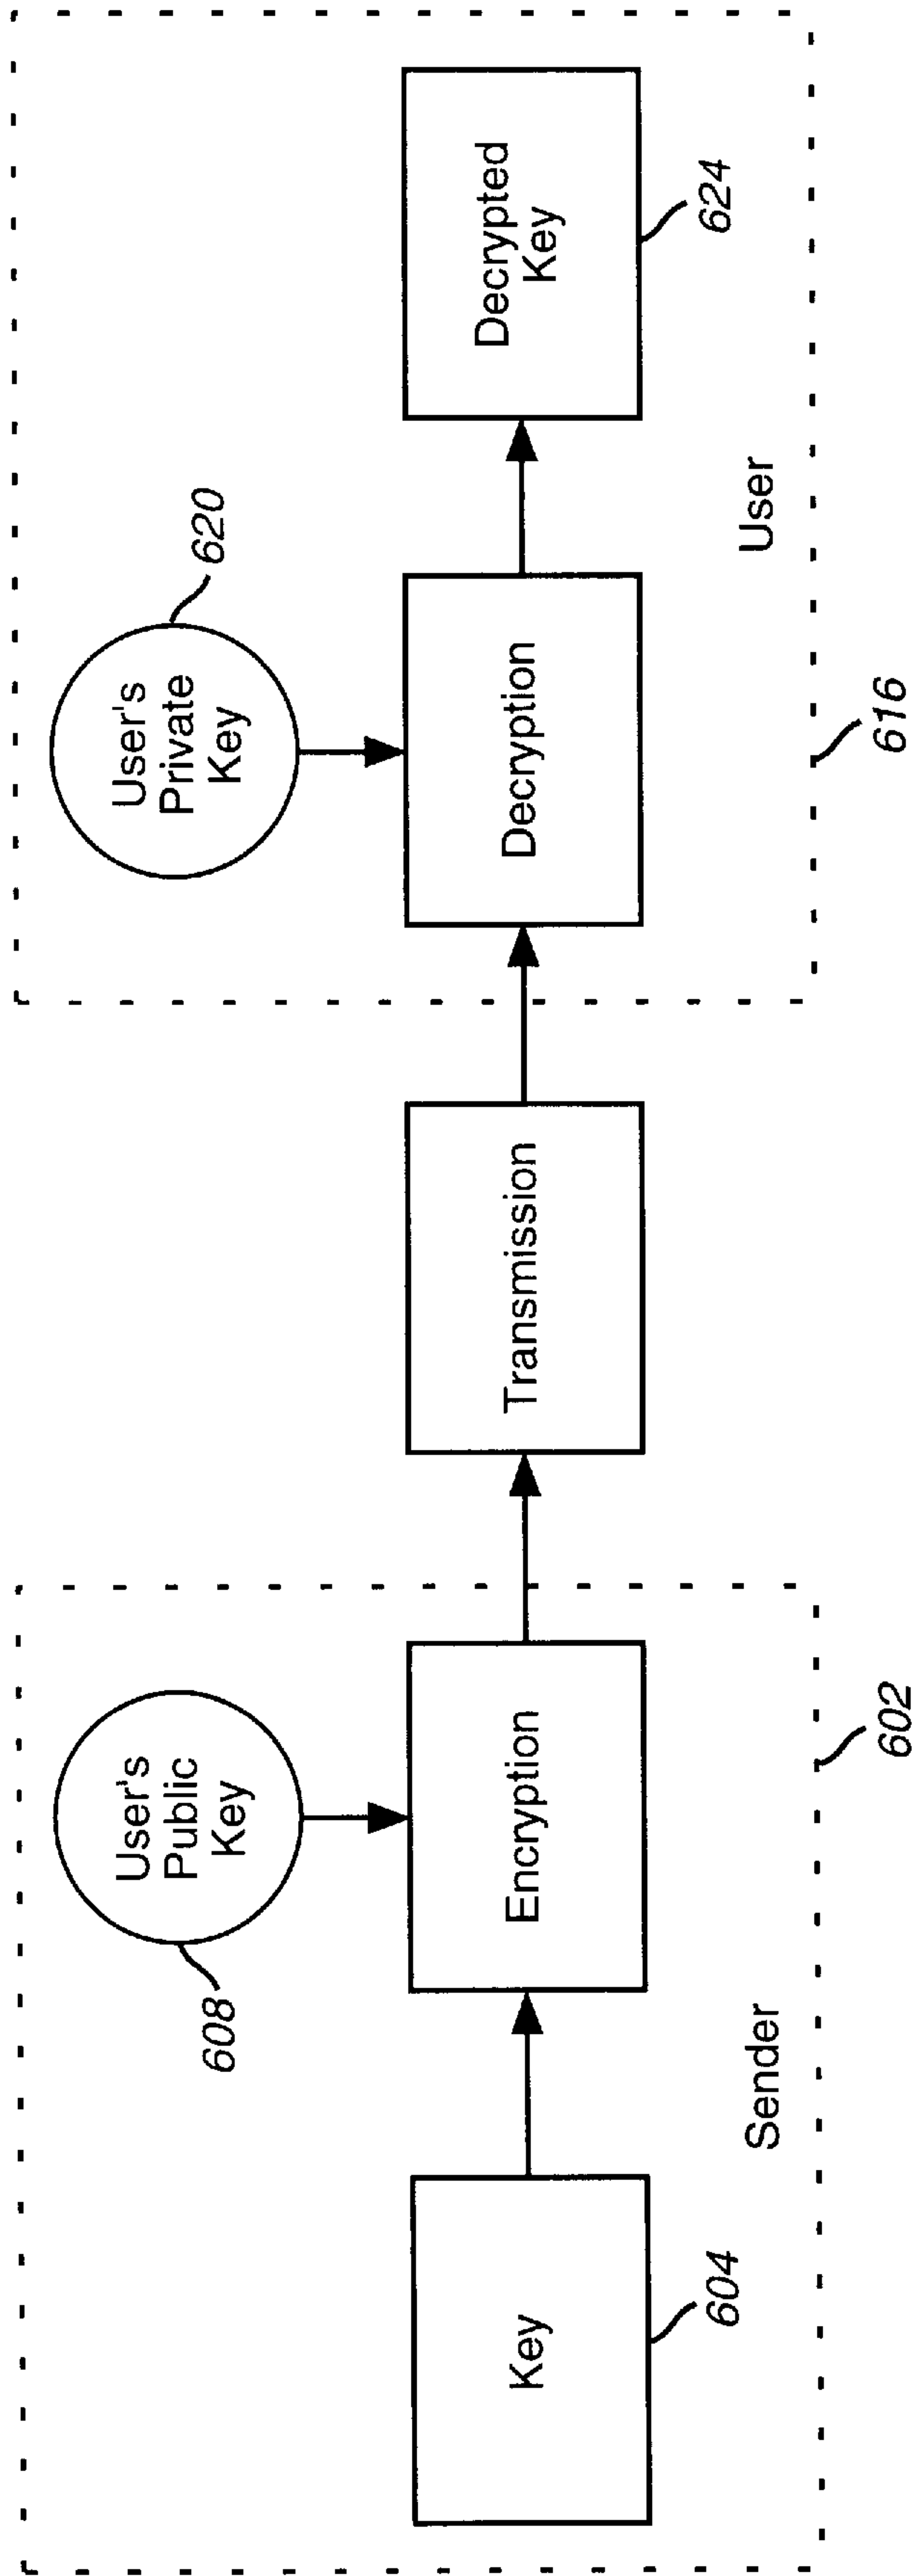 User's
Public
Key
608
Key
604
Encryption
Sender
602
Transmission
User's
Private
Key
620
Decryption
Decrypted
Key
624
User
616